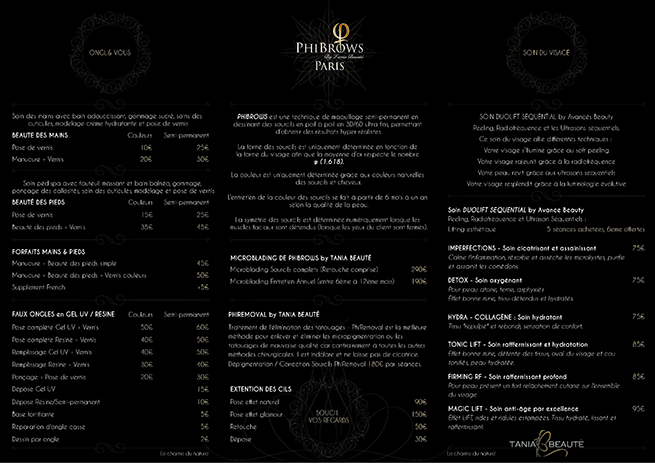 ONGL & VOUS
Soin des mains avec bain adoucissant, gommage sucré, soins des
cuticules, modelage crème hydratante et pose de vernis
BEAUTE DES MAINS Couleurs Semi-permanent
Pose de vernis 10€ 25€
Manucure + Vernis 20€ 30€
Soin pédi spa avec fauteuil massant et bain balnéo, gommage,
ponçage des callosités, soin des cuticules, modelage et pose de vernis
BEAUTÉ DES PIEDS Couleurs Semi-permanent
Pose de vernis 15€ 25€
Beauté des pieds + Vernis 35€ 45€
FORFAITS MAINS & PIEDS
Manucure + Beauté des pieds simple 45€
Manucure + Beauté des pieds + Vernis couleurs 50€
Supplement French +5€
FAUX ONGLES en GEL UV / RESINE Couleurs Semi-permanent
Pose complète Gel UV + Vernis 50€ 60€
Pose complète Résine + Vernis 40€ 50€
Remplissage Gel UV + Vernis 40€ 50€
Remplissage Résine + Vernis 30€ 40€
Ponçage + Pose de vernis 20€ 30€
Dépose Gel UV 15€
Dépose Résine/Semi-permanent 10€
Base fortifiante 5€
Réparation d'ongle cassé 5€
Dessin par ongle 2€
Le charme du naturel
PHIBROWS
By Tania Beauté
PARIS
PHIBROWS est une technique de maquillage semi-permanent en
dessinant des sourcils en poil à poil en 3D/6D ultra fins, permettant
d'obtenir des résultats hyper réalistes.
La forme des sourcils est uniquement détermínée en fonction de
la forme du visage afin que la moyenne d'or respecte le nombre
φ (1.618).
La couleur est uniquement déterminée grâce aux couleurs naturelles
des sourcils et cheveux.
L'entretien de la couleur des sourcils se fait à partir de 6 mois à un an
selon la qualité de la peau.
La symétrie des sourcils est déterminée numériquement lorsque les
muscles faciaux sont détendus (lorsque les yeux du client sont fermés).
MICROBLADING DE PHIBROWS by TANIA BEAUTÉ
Microblading Sourcils complets (Retouche comprise) 290€
Microblading Entretien Annuel (entre 6ème à 12ème mois) 190€
PHIREMOVAL by TANIA BEAUTÉ
Traitement de l'élimination des tatouages - PhiRemoval est la meilleure
méthode pour enlever et éliminer les micropigmentation ou les
tatouages de mauvaise qualité car contrairement à toutes les autres
méthodes chirurgicales. Il est indolore et ne laisse pas de cicatrice.
Dépigmentation / Correction Sourcils PhiRemoval 180€ par séances.
EXTENTION DES CILS
Pose effet naturel 90€
Pose effet glamour 150€
Retouche 50€
Dépose 30€
SOUCIL
VOS REGARDS
SOIN DU VISAGE
SOIN DUOLIFT SEQUENTIAL by Avances Beauty
Peeling, Radiofréquence et les Ultrasons séquentiels.
Ce soin du visage allie différentes techniques :
Votre visage s'illumine grâce au soft peeling
Votre visage rajeunit grâce à la radiofréquence
Votre peau revit grâce aux ultrasons séquentiels
Votre visage resplendit grâce à la luminologie évolutive
Soin DUOLIFT SEQUENTIAL by Avance Beauty
Peeling, Radiofréquence et Ultrason Séquentiels :
Lifting esthétique 5 séances achetées, 6ème offertes
IMPERFECTIONS - Soin cicatrisant et assainissant 75€
Calme l'inflammation, résorbe et assèche les microkystes, purifie
et assainit les comédons.
DETOX - Soin oxygénant 75€
Pour peau atone, terne, asphyxiés
Effet bonne mine, tissu détendus et hydratés.
HYDRA - COLLAGENE : Soin hydratant 75€
Tissu "repulpé" et rebondi, sensation de confort.
TONIC LIFT - Soin raffermissant et hydratation 85€
Effet bonne mine, détente des tissus, oval du visage et cou
tonifiés, peau hydratée.
FIRMING RF - Soin raffermissant profond 85€
Pour peau présent un fort relâchement cutané sur l'ensemble
du visage.
MAGIC LIFT - Soin anti-âge par excellence 95€
Effet LIFT, rides et ridules estompées. Tissu hydraté, lissant et
raffermissant.
TANIA BEAUTE
Le charme du naturel